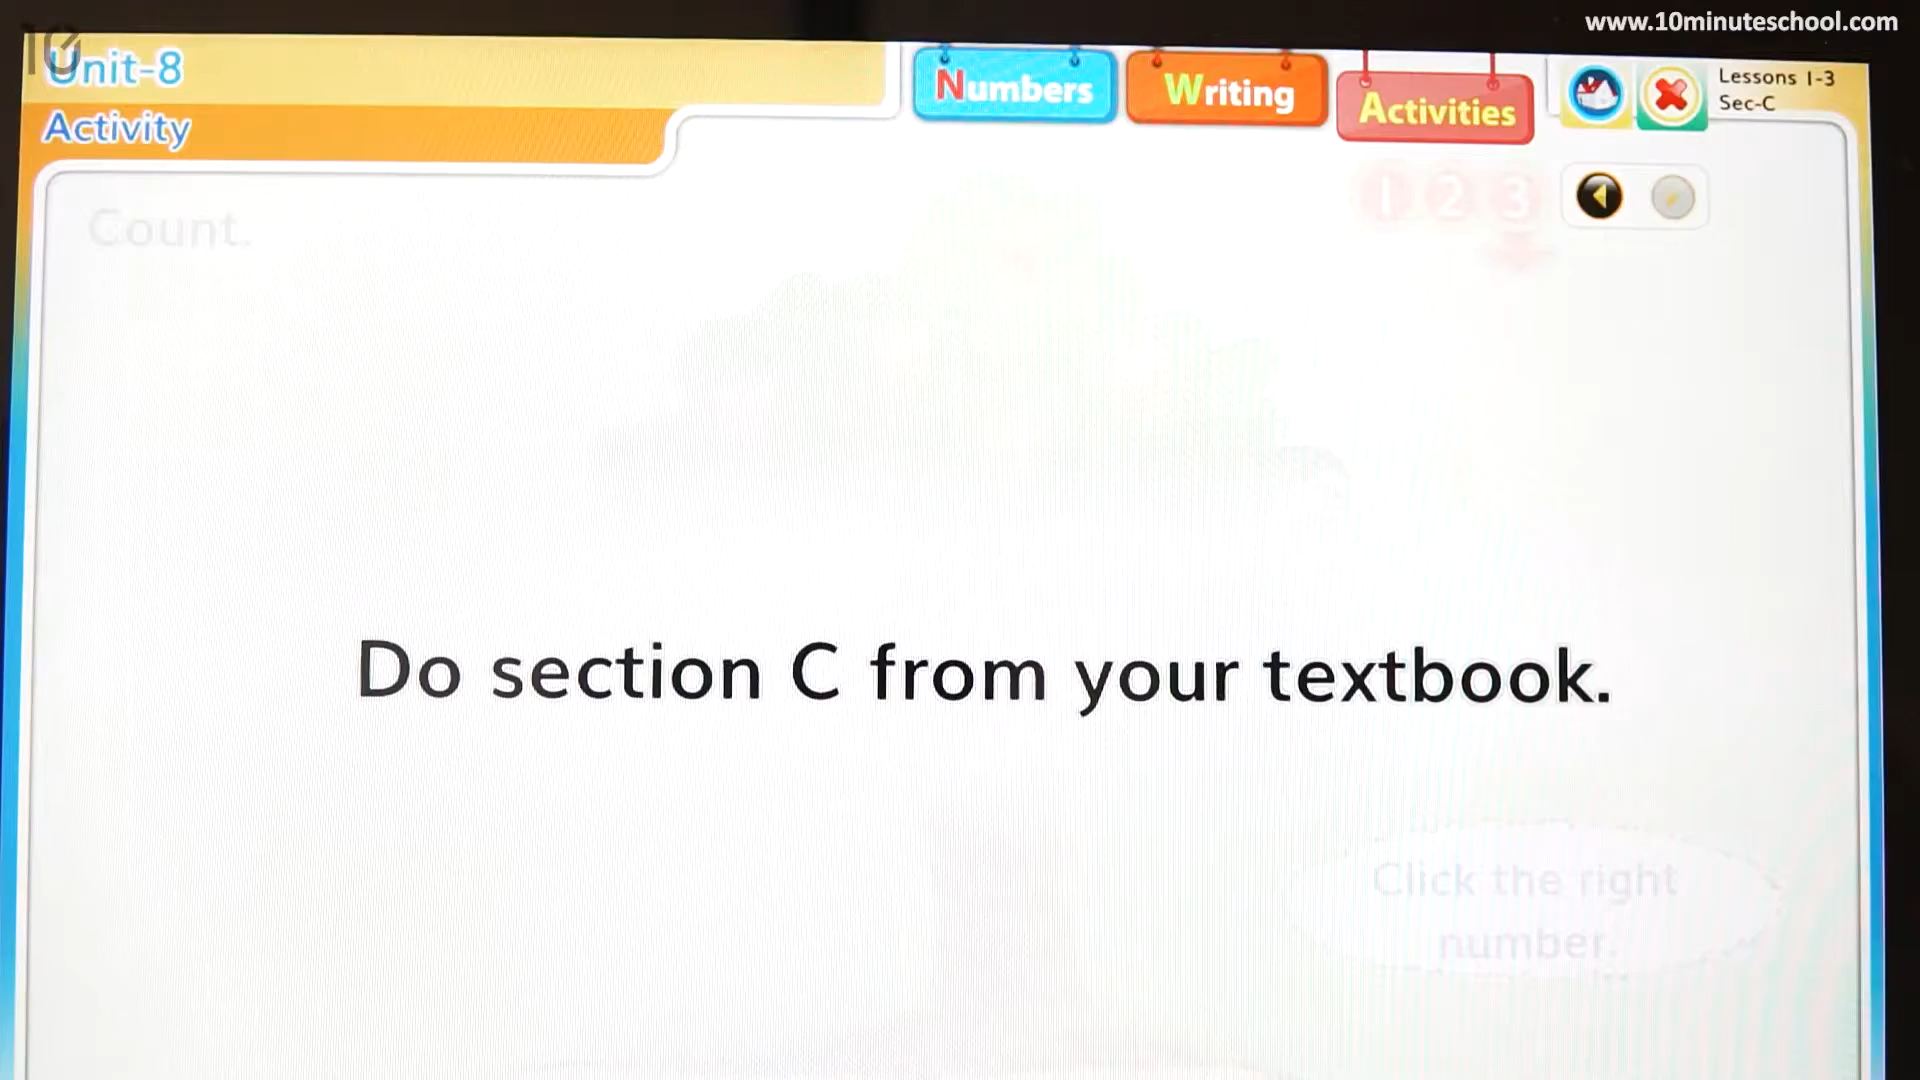 www.10minuteschool.com
10
Unit-8
Numbers
Writing
Activities
Lessons 1-3
Sec-C
Activity
Count.
1 2 3
Do section C from your textbook.
Click the right
number.